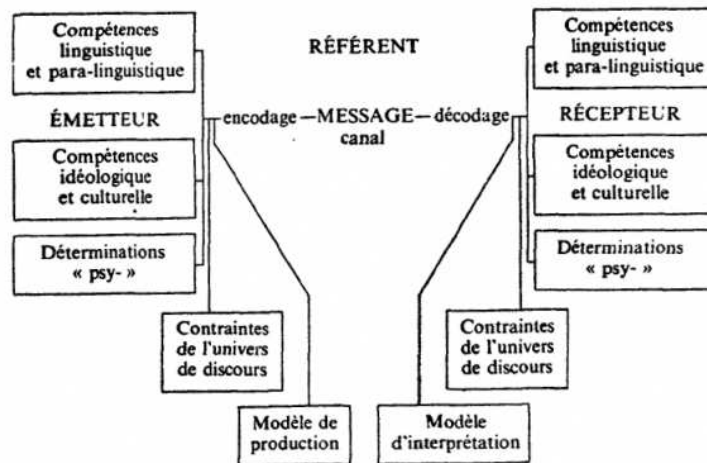 Compétences
linguistique
et para-linguistique
RÉFÉRENT
Compétences
linguistique
et para-linguistique
ÉMETTEUR
encodage — MESSAGE — décodage
canal
RÉCEPTEUR
Compétences
idéologique
et culturelle
Compétences
idéologique
et culturelle
Déterminations
« psy- »
Déterminations
« psy- »
Contraintes
de l'univers
de discours
Contraintes
de l'univers
de discours
Modèle de
production
Modèle
d'interprétation